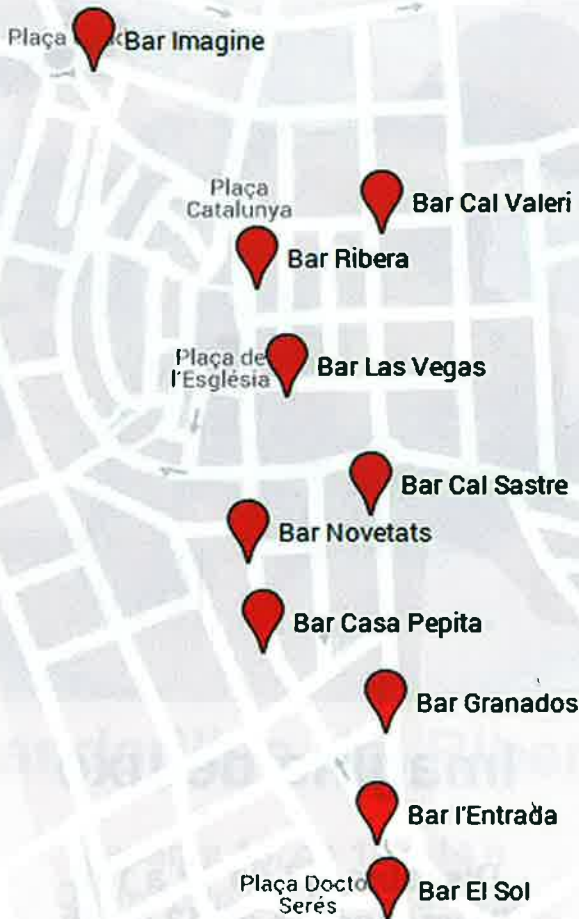 Plaça
Bar Imagine
Plaça
Catalunya
Bar Cal Valeri
Bar Ribera
Plaça de
l'Església
Bar Las Vegas
Bar Cal Sastre
Bar Novetats
Bar Casa Pepita
Bar Granados
Bar l'Entrada
Plaça Docto
Serés
Bar El Sol